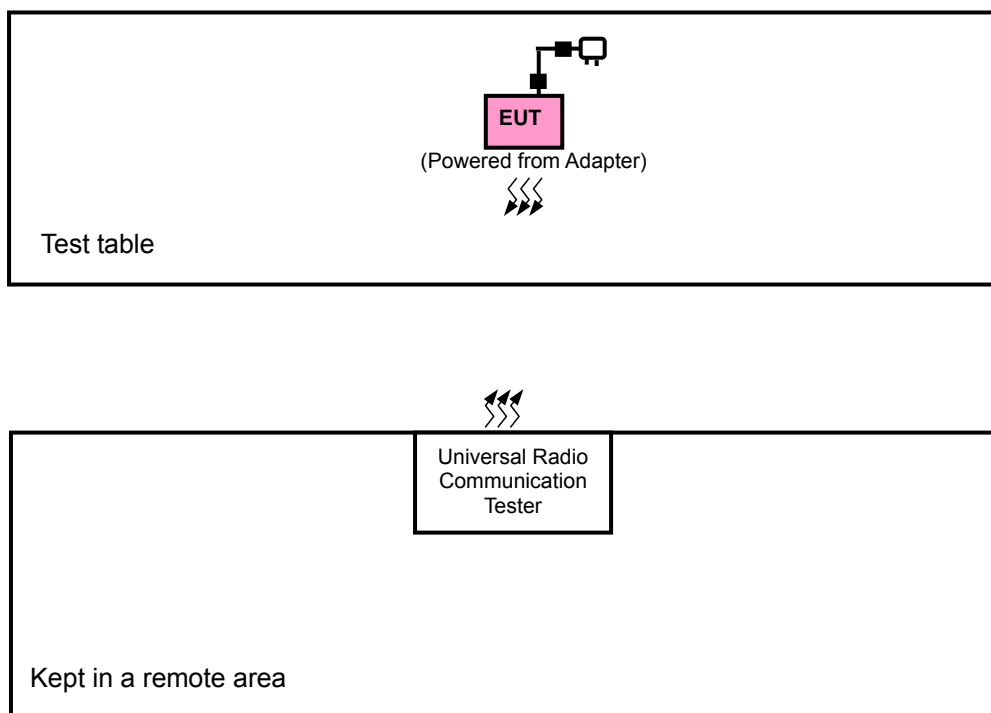 EUT
(Powered from Adapter)
Test table
Universal Radio
Communication
Tester
Kept in a remote area